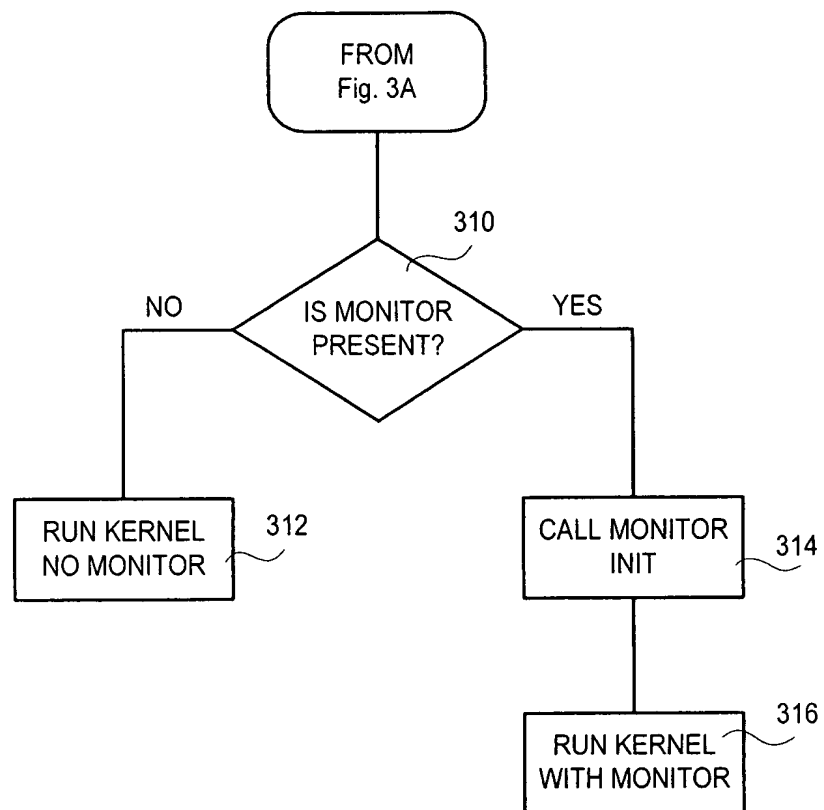 FROM
Fig. 3A
310
NO
IS MONITOR
PRESENT?
YES
RUN KERNEL
NO MONITOR
312
CALL MONITOR
INIT
314
RUN KERNEL
WITH MONITOR
316